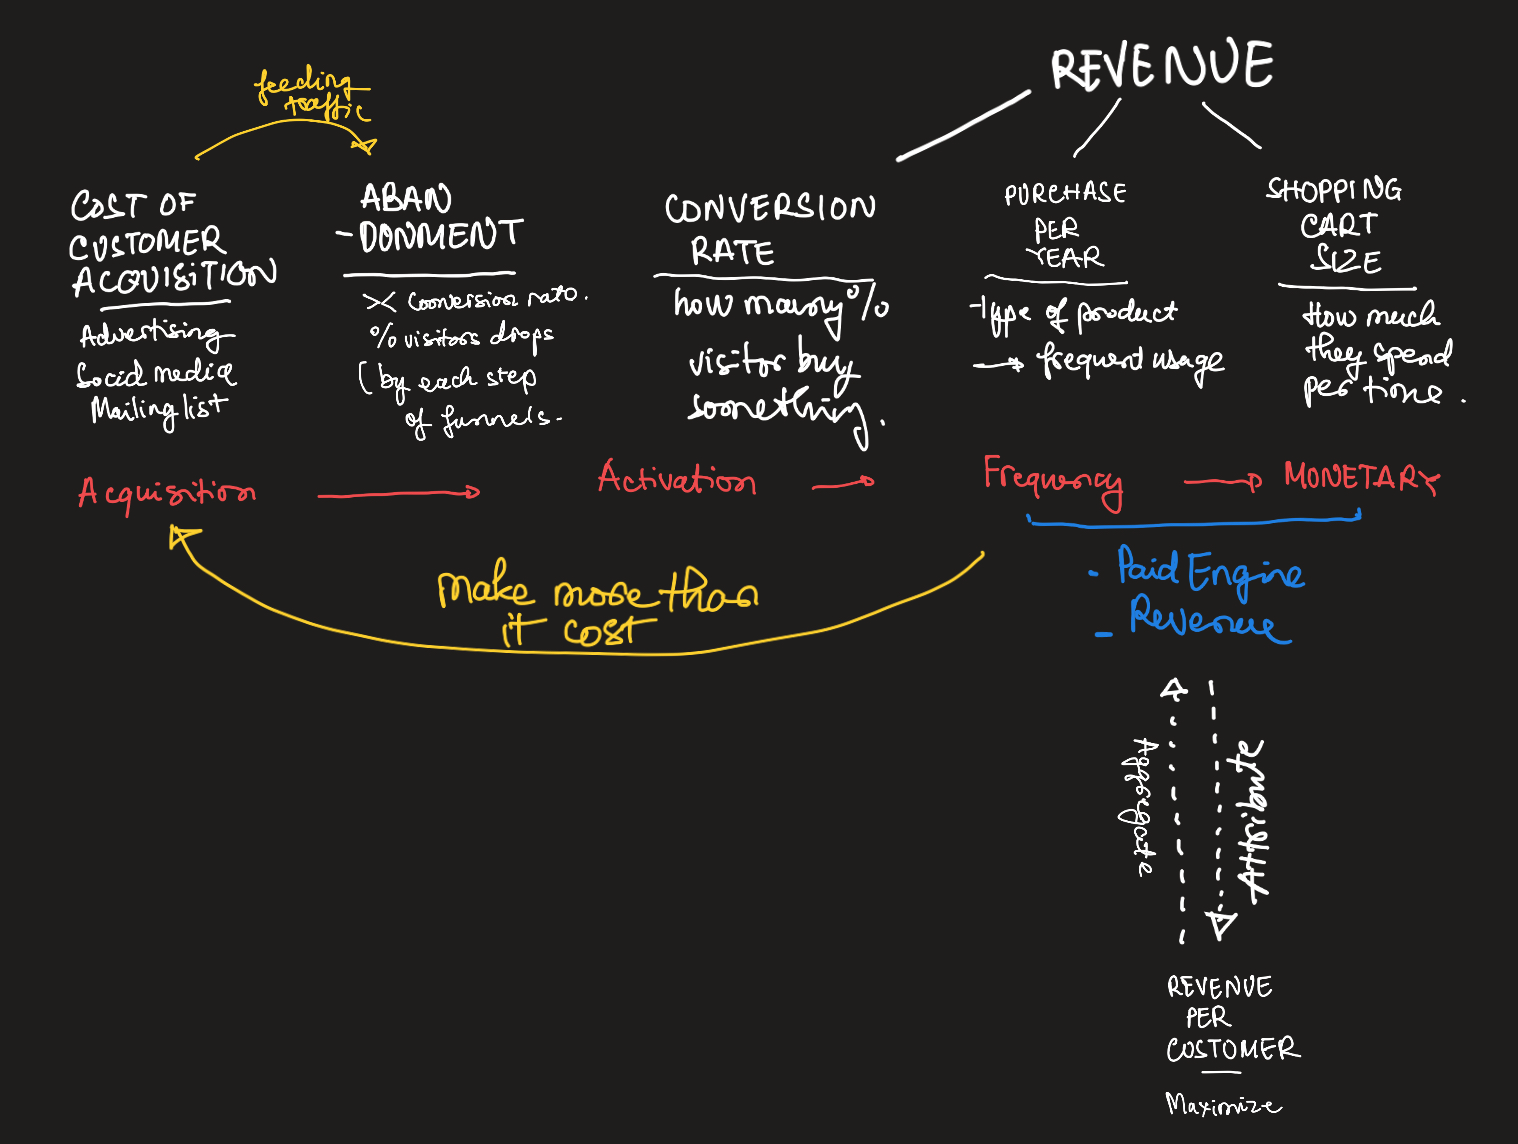 REVENUE
feeding
traffic
COST OF
CUSTOMER
ACQUISITION
Advertising
Social media
Mailing list
ABAN
-DONMENT
>< Conversion rate.
% visitors drops
(by each step
of funnels.
CONVERSION
RATE
how many %
visitor buy
something.
PURCHASE
PER
YEAR
Type of product
→ frequent usage
SHOPPING
CART
SIZE
How much
they spend
per time.
Acquisition → Activation → Frequency → MONETARY
make more than
it cost
- Paid Engine
- Revenue
Aggregate
Attribute
REVENUE
PER
CUSTOMER
Maximize